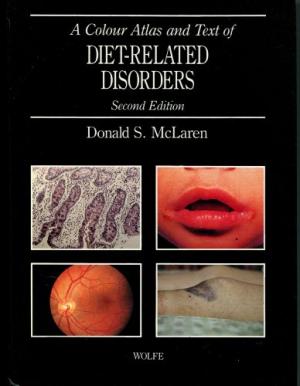 A Colour Atlas and Text of
DIET-RELATED
DISORDERS
Second Edition
Donald S. McLaren
WOLFE